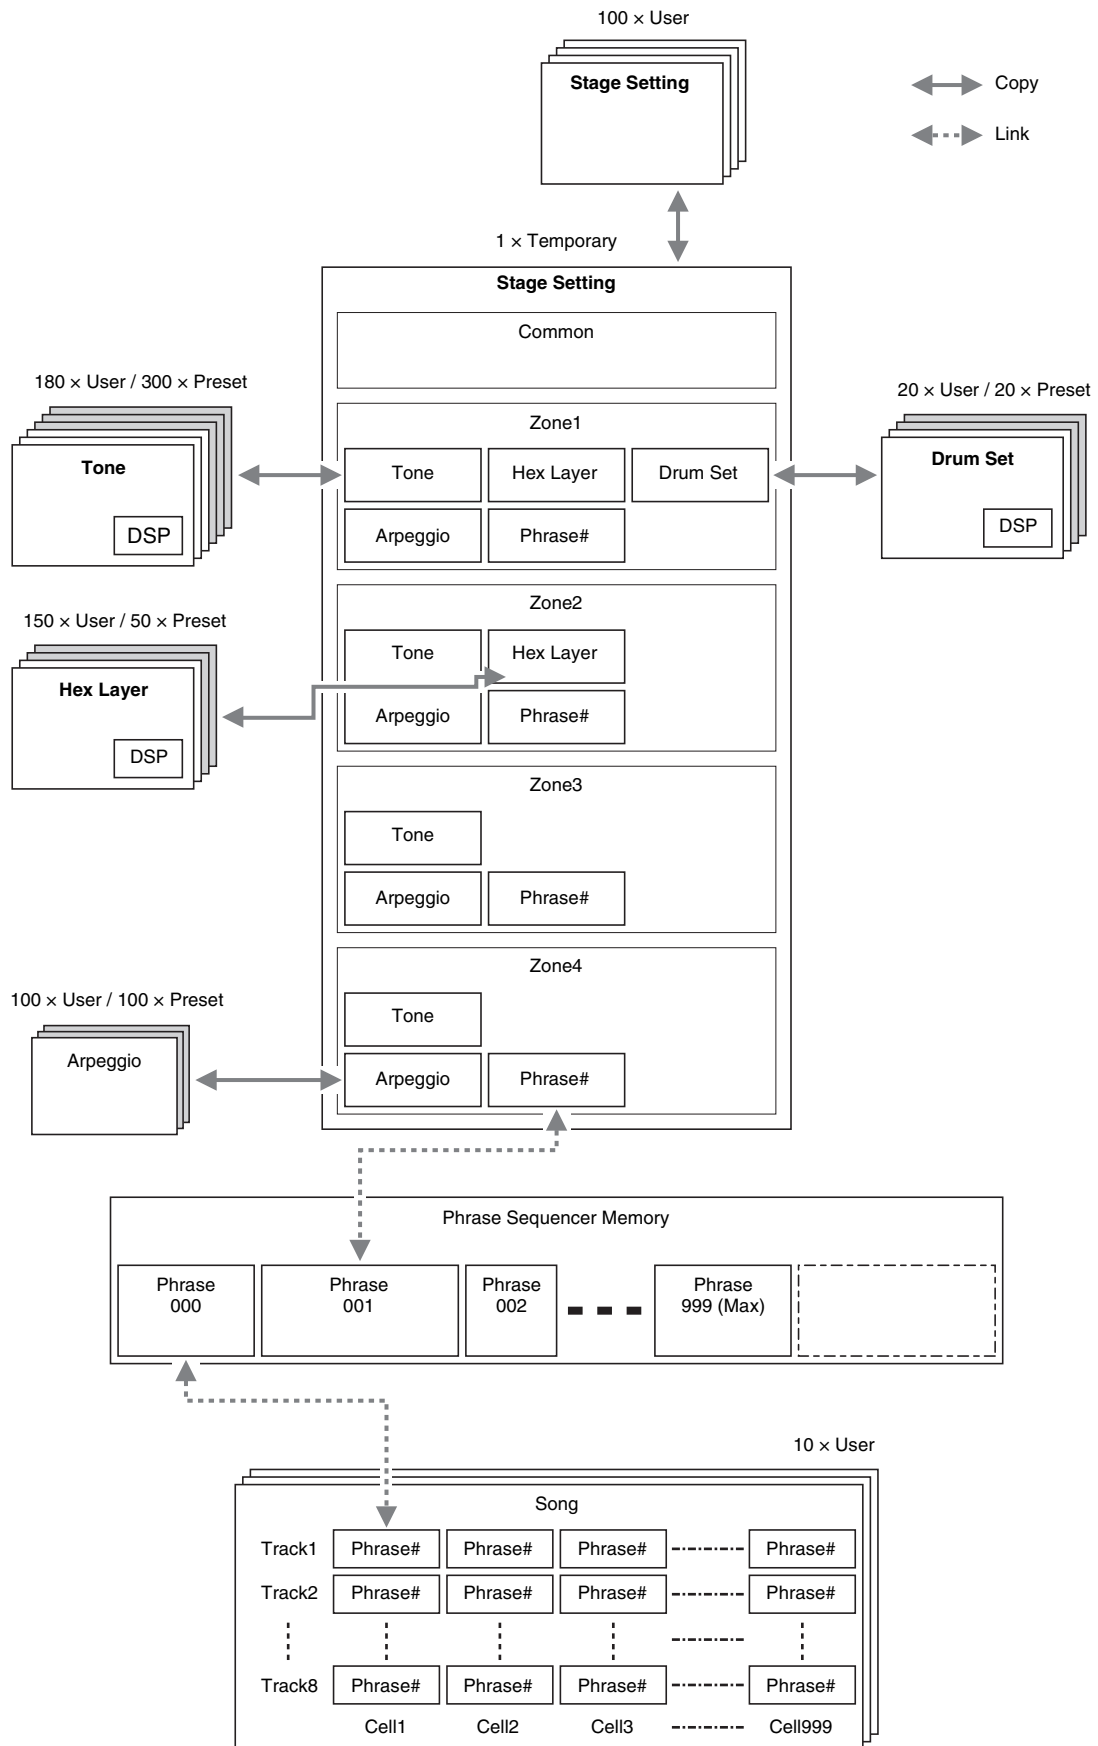 100 × User
Stage Setting
Copy
Link
1 × Temporary
Stage Setting
Common
180 × User / 300 × Preset
Tone
DSP
20 × User / 20 × Preset
Drum Set
DSP
Zone1
Tone Hex Layer Drum Set
Arpeggio Phrase#
150 × User / 50 × Preset
Hex Layer
DSP
Zone2
Tone Hex Layer
Arpeggio Phrase#
Zone3
Tone
Arpeggio Phrase#
100 × User / 100 × Preset
Arpeggio
Zone4
Tone
Arpeggio Phrase#
Phrase Sequencer Memory
Phrase
000
Phrase
001
Phrase
002
Phrase
999 (Max)
10 × User
Song
Track1 Phrase# Phrase# Phrase# Phrase#
Track2 Phrase# Phrase# Phrase# Phrase#
Track8 Phrase# Phrase# Phrase# Phrase#
Cell1 Cell2 Cell3 Cell999